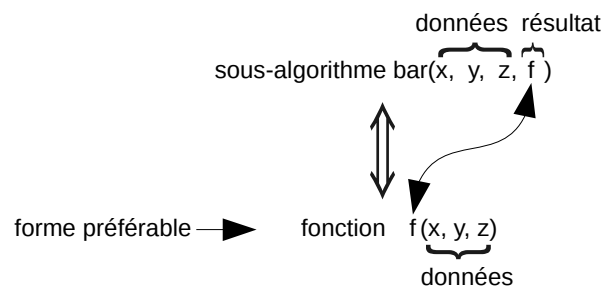 données résultat
sous-algorithme bar(x, y, z, f )
forme préférable fonction f (x, y, z)
données